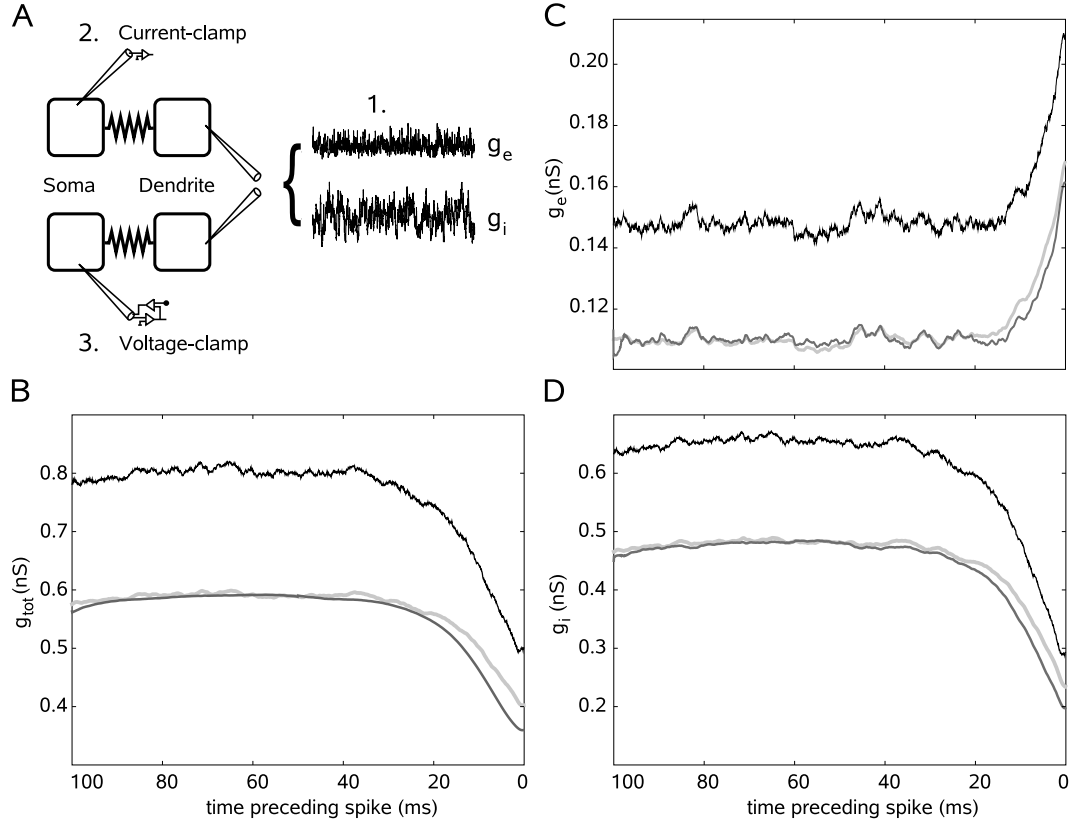 A
2. Current-clamp
1.
g_e
Soma Dendrite
g_i
3. Voltage-clamp
C
0.20
0.18
0.16
0.14
0.12
g_e(nS)
B
0.8
0.7
0.6
0.5
0.4
g_tot(nS)
100 80 60 40 20 0
time preceding spike (ms)
D
0.6
0.5
0.4
0.3
0.2
g_i (nS)
100 80 60 40 20 0
time preceding spike (ms)